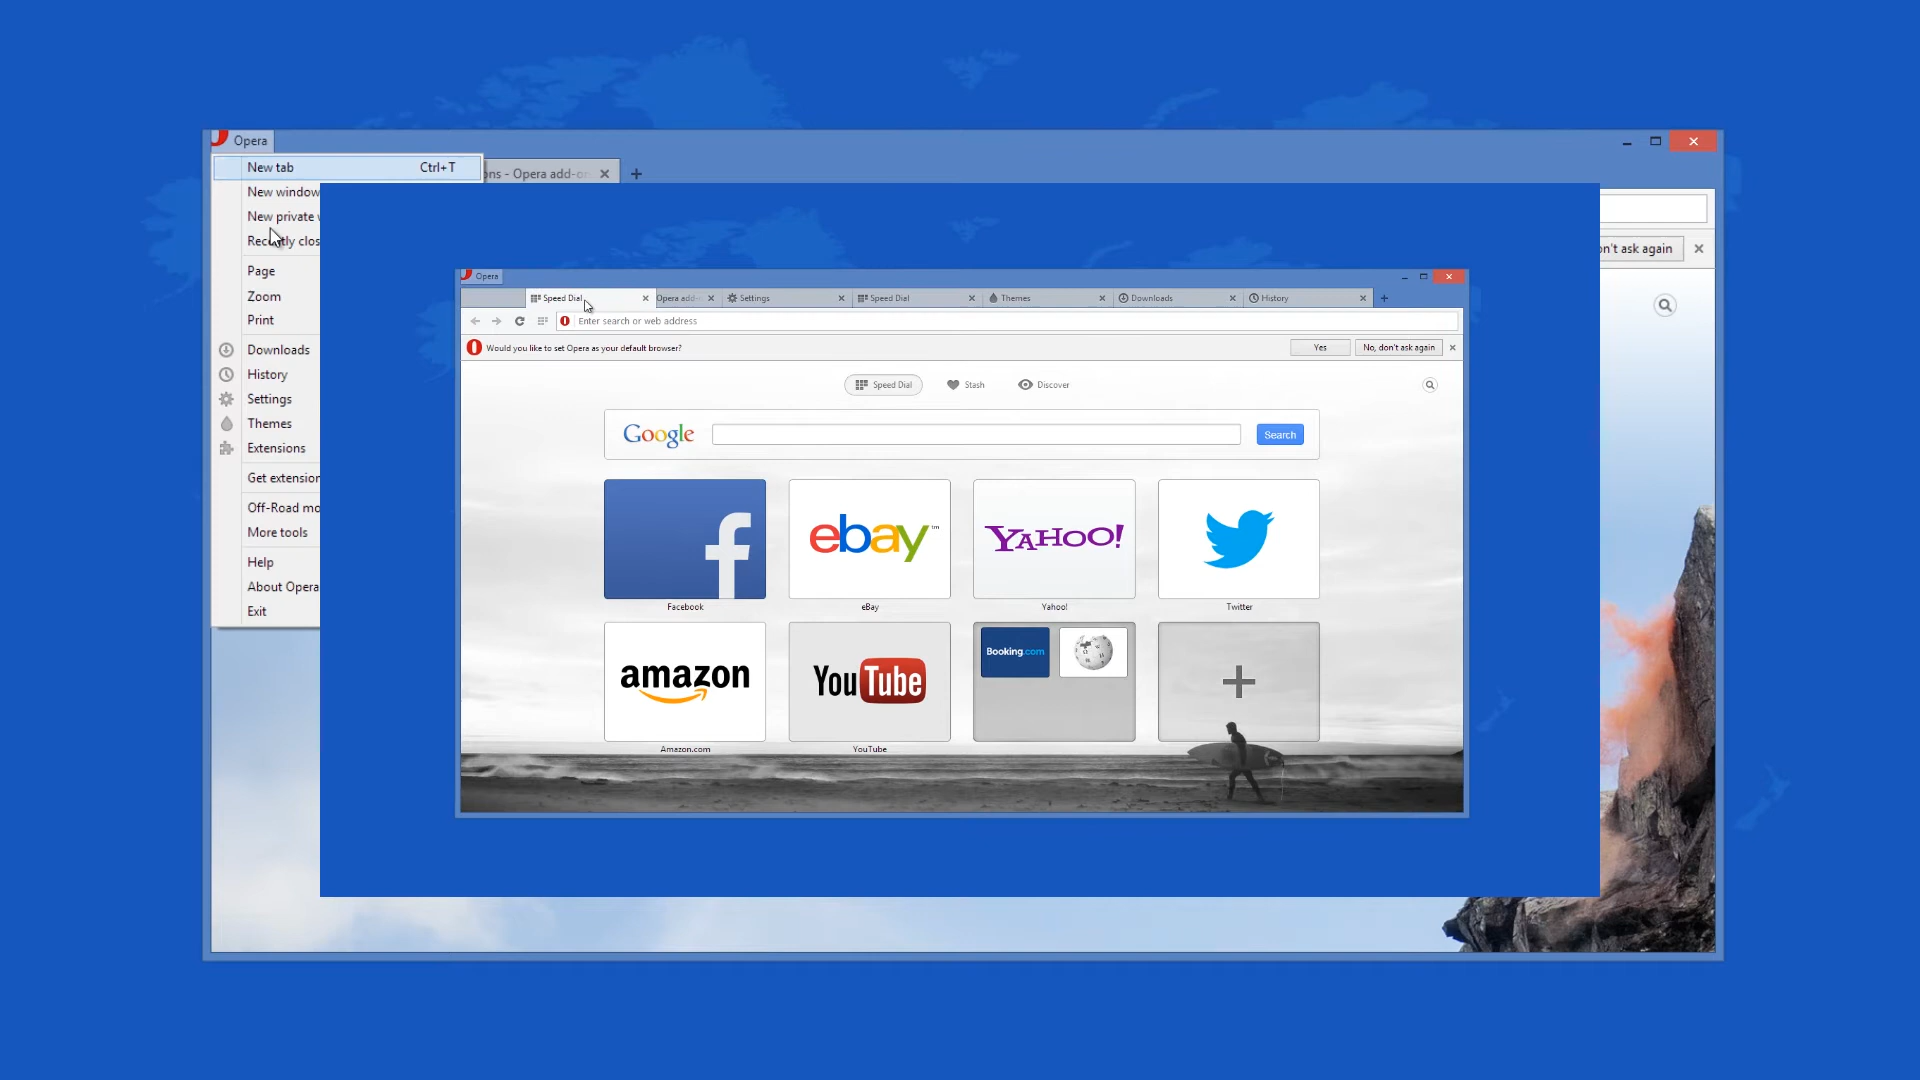 Opera
New tab Ctrl+T
ons - Opera add-on
New window
New private
Recently clos
Page
Zoom
Print
Downloads
History
Settings
Themes
Extensions
Get extension
Off-Road mo
More tools
Help
About Opera
Exit
on't ask again
Opera
Speed Dial
Opera add-
Settings
Speed Dial
Themes
Downloads
History
Enter search or web address
Would you like to set Opera as your default browser?
Yes
No, don't ask again
Speed Dial
Stash
Discover
Google
Search
f
ebay™
YAHOO!
Facebook
eBay
Yahoo!
Twitter
amazon
YouTube
Booking.com
Amazon.com
YouTube